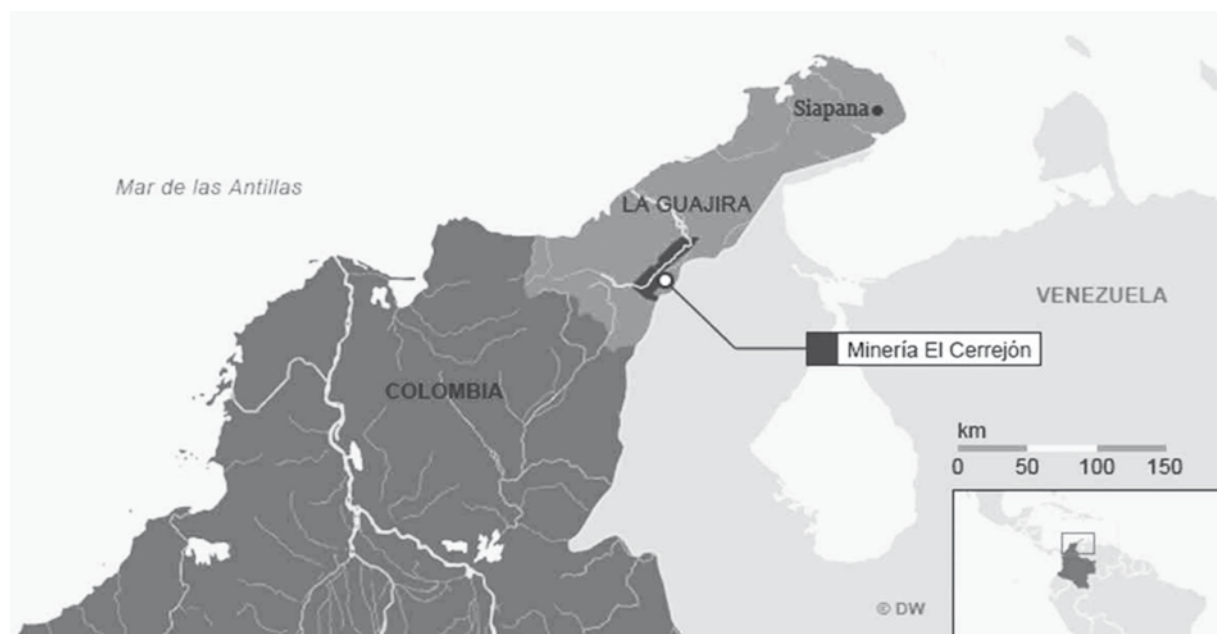 Siapana
Mar de las Antillas
LA GUAJIRA
VENEZUELA
Minería El Cerrejón
COLOMBIA
km
0 50 100 150
© DW